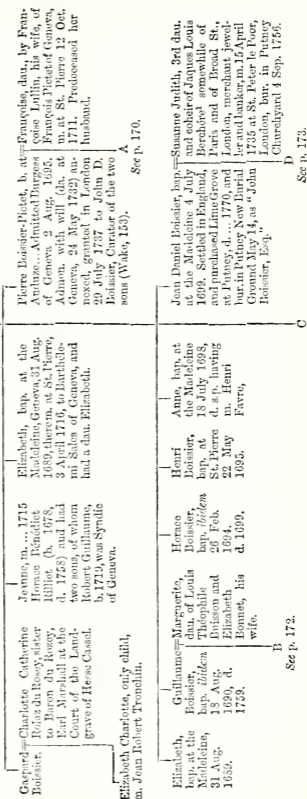 Gaspard=Charlotte Catherine
Boissier. Rolaz du Rosey, sister
to Baron du Rozey,
Earl Marshall at the
Court of the Land-
grave of Hesse Cassel.
Elizabeth Charlotte, only child,
m. Jean Robert Tronchin.
Jeanne, m. ... 1715
Horace Bénédict
Rilliet (b. 1678,
d. 1758) and had
two sons, of whom
Robert Guillaume,
b. 1719, was Syndic
of Geneva.
Elizabeth, bap. at the
Madeleine, Geneva, 31 Aug.
1689, there m. at St. Pierre,
3 April 1716, to Barthele-
mi Sales of Geneva, and
had a dau. Elizabeth.
Pierre Boissier-Pictet, b. at=Françoise, dau., by Fran-
Anduze... Admitted Burgess çoise Lullin, his wife, of
of Geneva 2 Aug. 1695. François Pictet of Geneva,
Admon. with will (da. at m. at St. Pierre 12 Oct.
Geneva, 24 May 1732) an- 1711. Predeceased her
nexed, granted in London husband.
29 July 1737 to John D.
Boissier, Curator of the two
sons (Wake, 153).
A
See p. 170.
Elizabeth,
bap. at the
Madeleine,
31 Aug.
1689.
Guillaume=Marguerite,
Boissier, dau. of Louis
bap. ibidem Théophile
18 Aug. Buisson and
1690, d. Elizabeth
1759. Bonnet, his
wife.
B
See p. 172.
Horace
Boissier,
bap. ibidem
26 Feb.
1694.
d. 1699.
Henri
Boissier,
bap. at
St. Pierre
22 May
1695.
Anne, bap. at
the Madeleine
18 July 1698,
d. s.p. having
m. Henri
Favre,
C
Jean Daniel Boissier, bap.=Susanne Judith, 3rd dau.
at the Madeleine 4 July and coheir of Jaques Louis
1699. Settled in England, Berchère¹ somewhile of
and purchased Lime Grove Paris and of Broad St.,
at Putney, d.... 1770, and London, merchant jewel-
bur. in Putney New Burial ler and banker, m. 15 April
Ground May 14, as "John 1735 at St. Peter le Poor,
Boissier, Esq." London, bur. in Putney
Churchyard 4 Sep. 1756.
D
See p. 173.